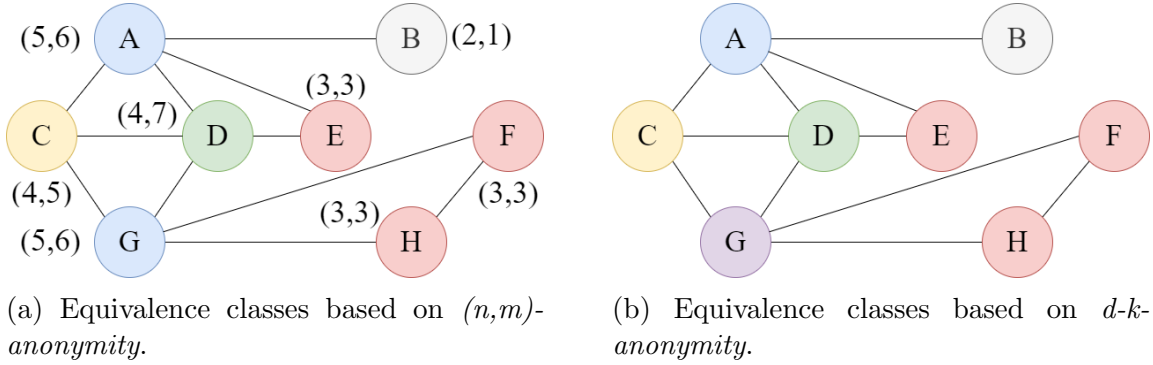 (5,6) A B (2,1)
(3,3)
C (4,7) D E F
(4,5) (3,3) (3,3)
(5,6) G H
(a) Equivalence classes based on (n,m)-
anonymity.
A B
C D E F
G H
(b) Equivalence classes based on d-k-
anonymity.